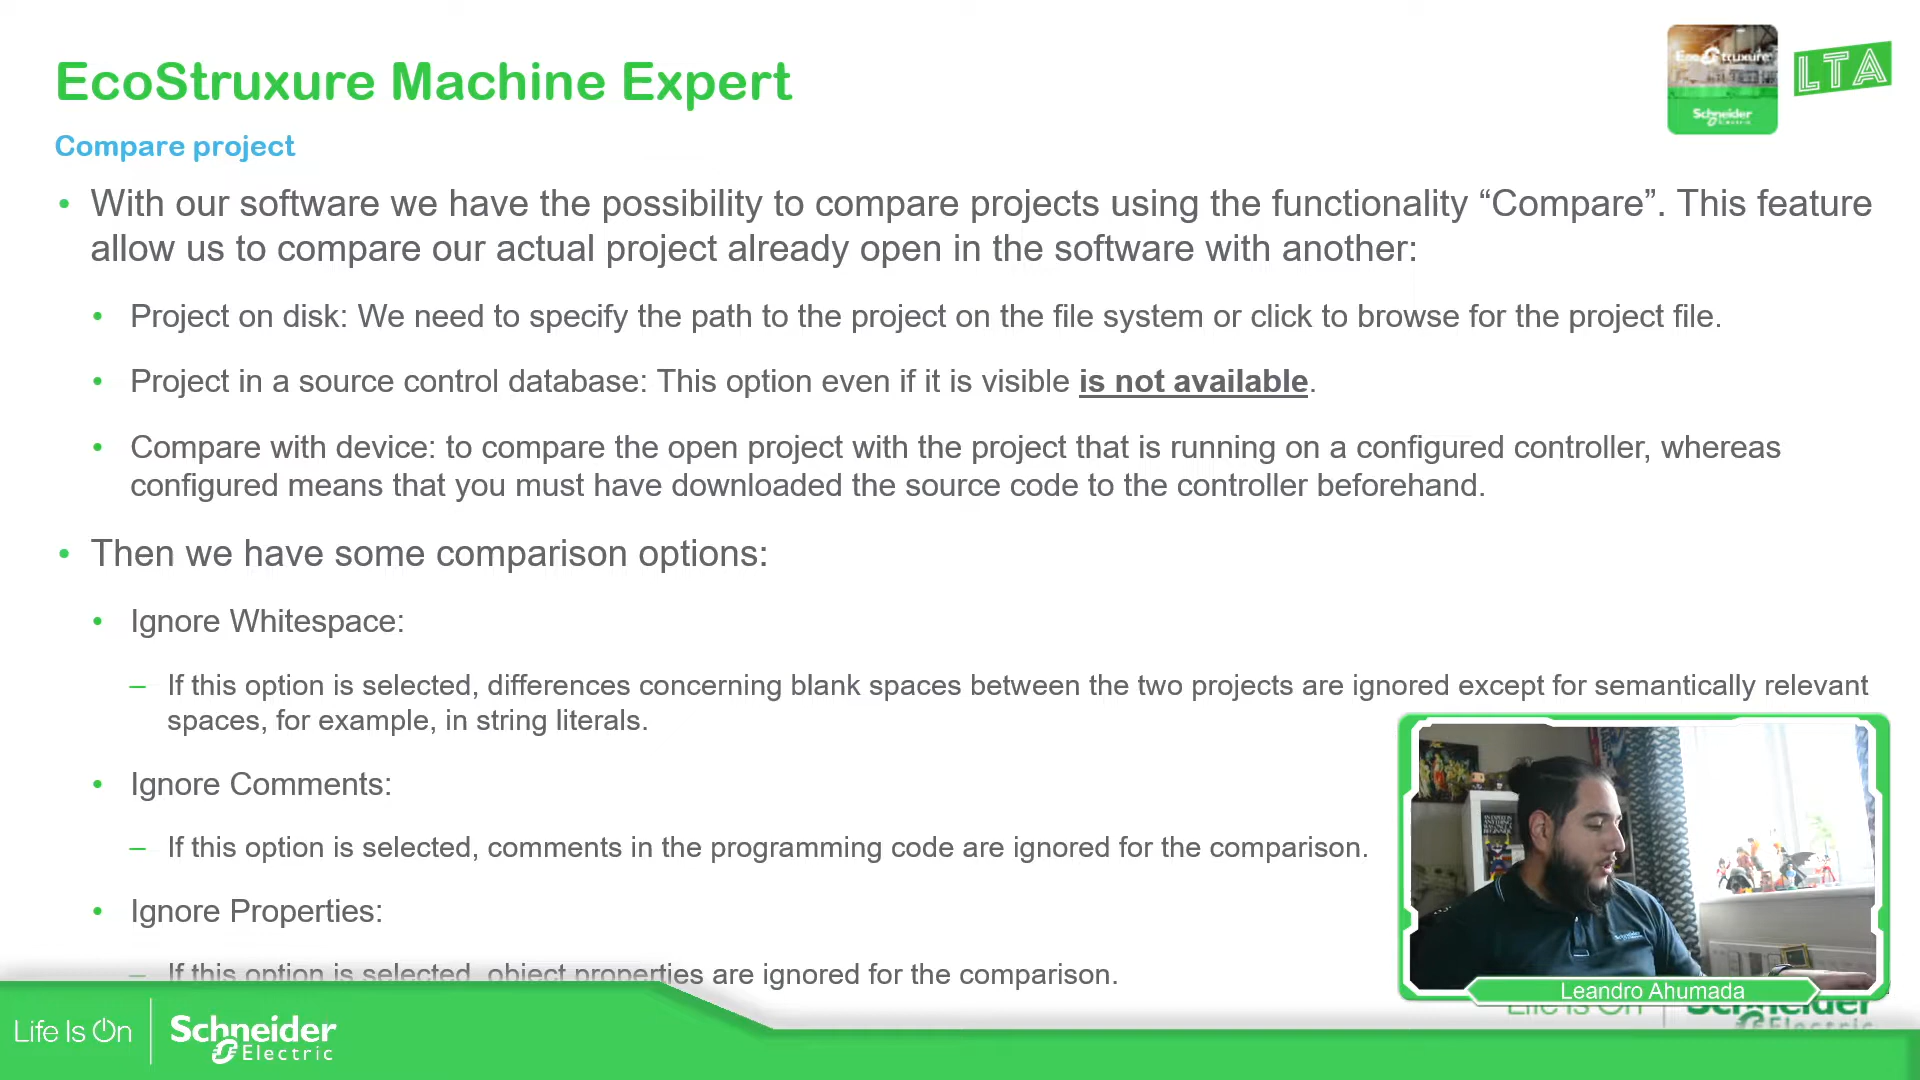 EcoStruxure Machine Expert
EcoStruxure
Schneider
Electric
LTA
Compare project
• With our software we have the possibility to compare projects using the functionality “Compare”. This feature
allow us to compare our actual project already open in the software with another:
• Project on disk: We need to specify the path to the project on the file system or click to browse for the project file.
• Project in a source control database: This option even if it is visible is not available.
• Compare with device: to compare the open project with the project that is running on a configured controller, whereas
configured means that you must have downloaded the source code to the controller beforehand.
• Then we have some comparison options:
• Ignore Whitespace:
– If this option is selected, differences concerning blank spaces between the two projects are ignored except for semantically relevant
spaces, for example, in string literals.
• Ignore Comments:
– If this option is selected, comments in the programming code are ignored for the comparison.
• Ignore Properties:
– If this option is selected, object properties are ignored for the comparison.
Leandro Ahumada
Life Is On
Schneider
Electric
Life Is On
Schneider
Electric